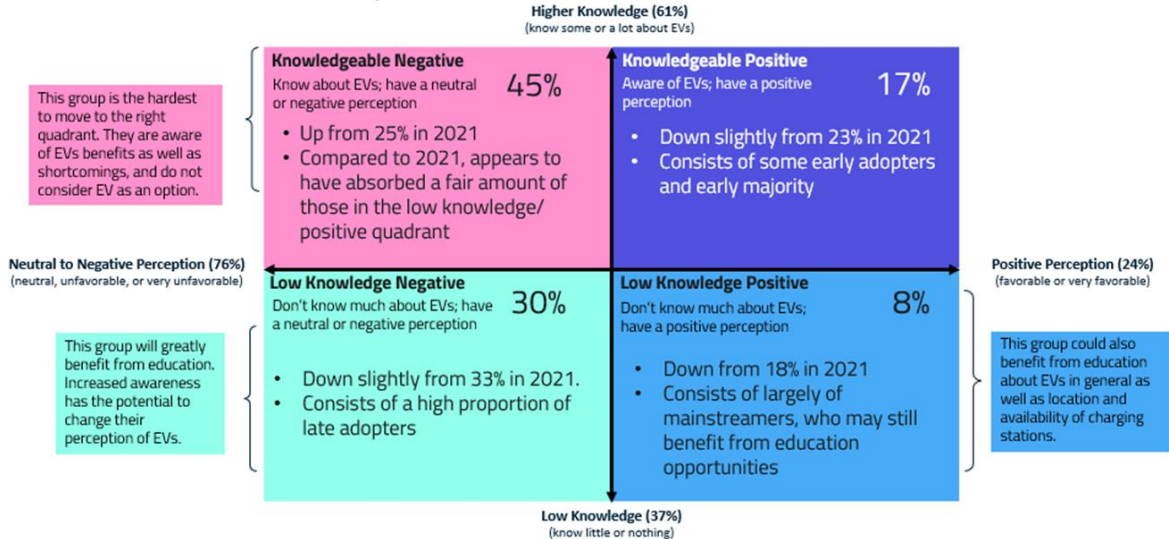 Higher Knowledge (61%)
(know some or a lot about EVs)
This group is the hardest
to move to the right
quadrant. They are aware
of EVs benefits as well as
shortcomings, and do not
consider EV as an option.
Knowledgeable Negative
Know about EVs; have a neutral
or negative perception
45%
• Up from 25% in 2021
• Compared to 2021, appears to
have absorbed a fair amount of
those in the low knowledge/
positive quadrant
Knowledgeable Positive
Aware of EVs; have a positive
perception
17%
• Down slightly from 23% in 2021
• Consists of some early adopters
and early majority
Neutral to Negative Perception (76%)
(neutral, unfavorable, or very unfavorable)
Positive Perception (24%)
(favorable or very favorable)
This group will greatly
benefit from education.
Increased awareness
has the potential to
change their
perception of EVs.
Low Knowledge Negative
Don't know much about EVs; have
a neutral or negative perception
30%
• Down slightly from 33% in 2021.
• Consists of a high proportion of
late adopters
Low Knowledge Positive
Don't know much about EVs;
have a positive perception
8%
• Down from 18% in 2021
• Consists of largely of
mainstreamers, who may still
benefit from education
opportunities
This group could also
benefit from education
about EVs in general as
well as location and
availability of charging
stations.
Low Knowledge (37%)
(know little or nothing)